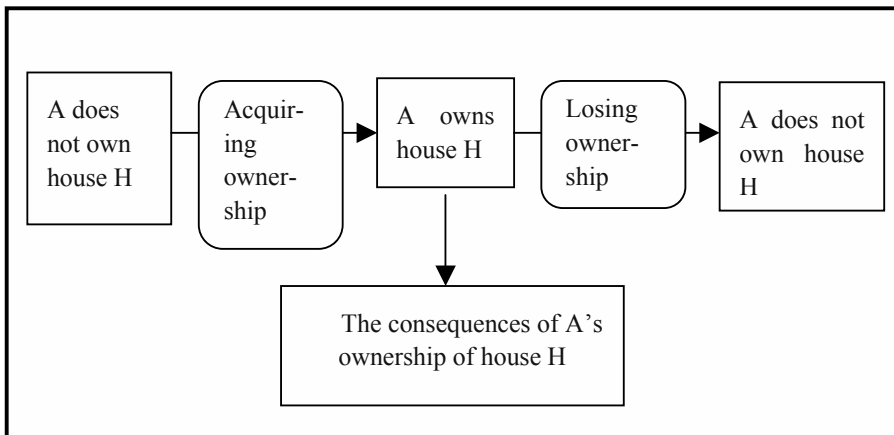 A does
not own
house H
Acquir-
ing
owner-
ship
A owns
house H
Losing
owner-
ship
A does not
own house
H
The consequences of A’s
ownership of house H